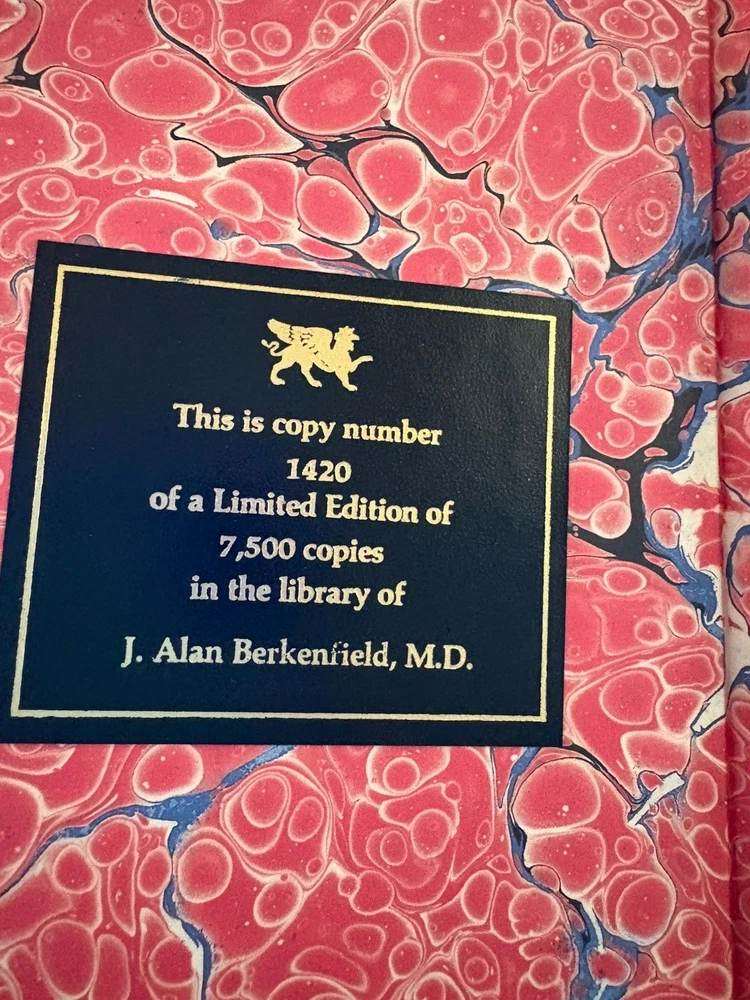 This is copy number
1420
of a Limited Edition of
7,500 copies
in the library of
J. Alan Berkenfield, M.D.